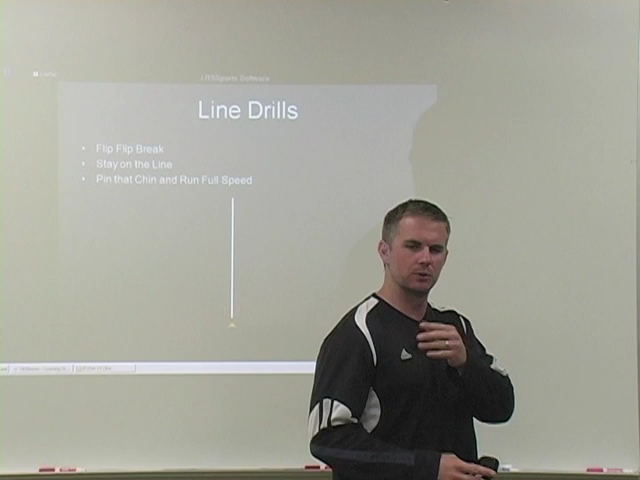 Line Drills
• Flip Flip Break
• Stay on the Line
• Pin that Chin and Run Full Speed